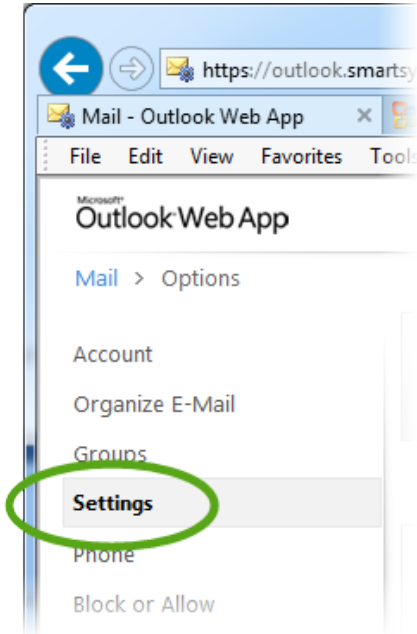 https://outlook.smartsy
Mail - Outlook Web App
File Edit View Favorites Tools
Microsoft®
Outlook Web App
Mail > Options
Account
Organize E-Mail
Groups
Settings
Phone
Block or Allow